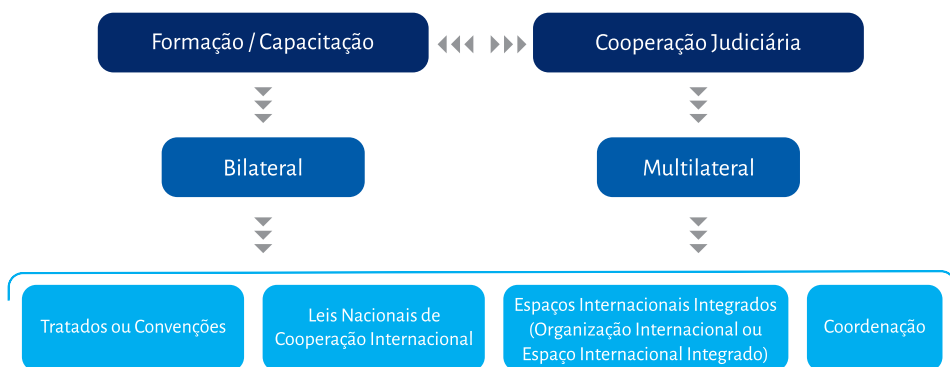 Formação / Capacitação
Cooperação Judiciária
Bilateral
Multilateral
Tratados ou Convenções
Leis Nacionais de
Cooperação Internacional
Espaços Internacionais Integrados
(Organização Internacional ou
Espaço Internacional Integrado)
Coordenação